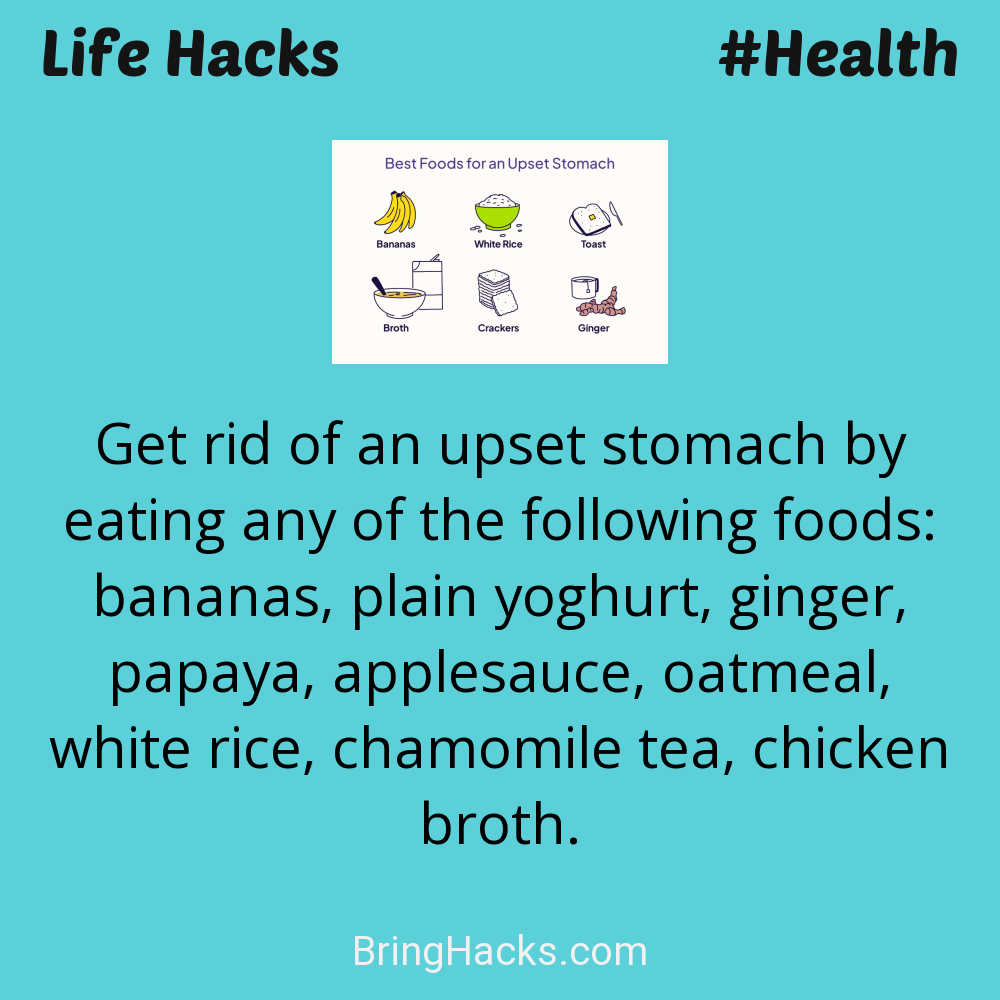 Life Hacks #Health
Best Foods for an Upset Stomach
Bananas White Rice Toast
Broth Crackers Ginger
Get rid of an upset stomach by
eating any of the following foods:
bananas, plain yoghurt, ginger,
papaya, applesauce, oatmeal,
white rice, chamomile tea, chicken
broth.
BringHacks.com